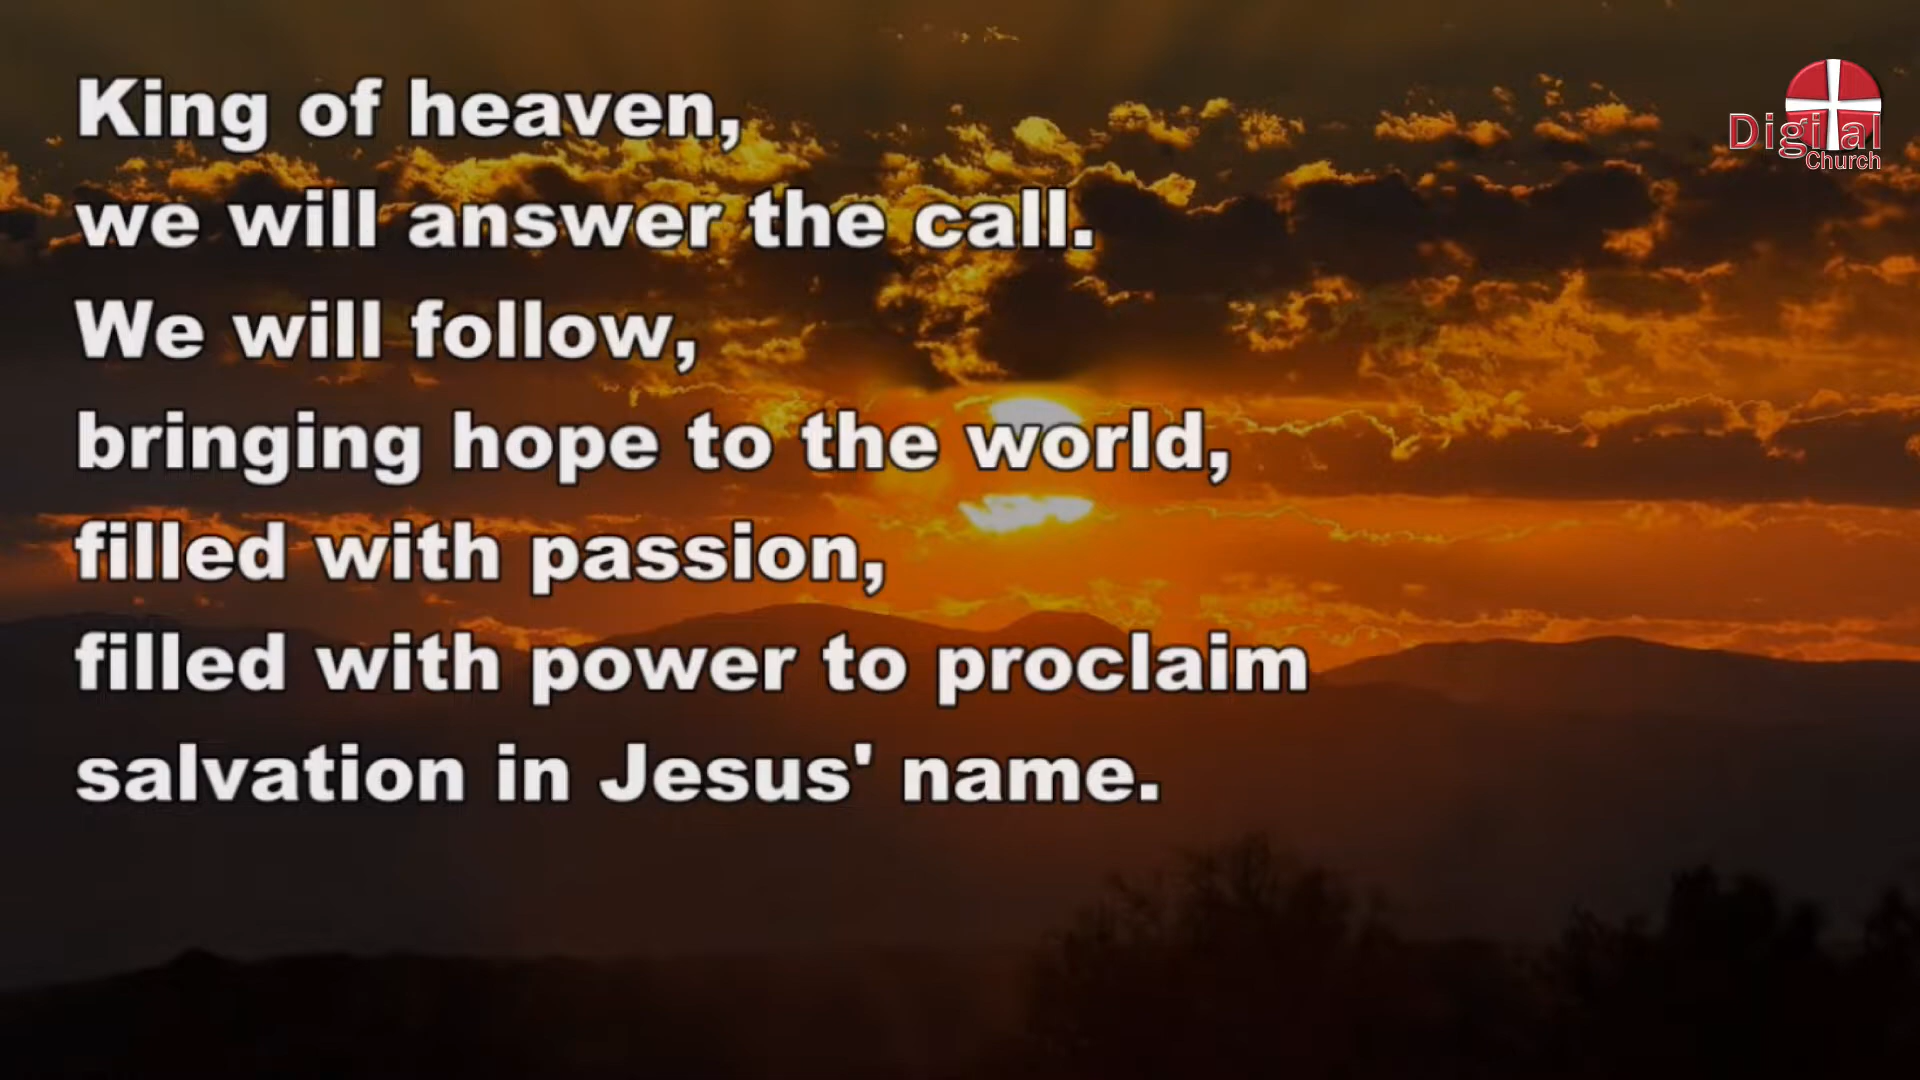 King of heaven,
we will answer the call.
We will follow,
bringing hope to the world,
filled with passion,
filled with power to proclaim
salvation in Jesus' name.
Digital
Church